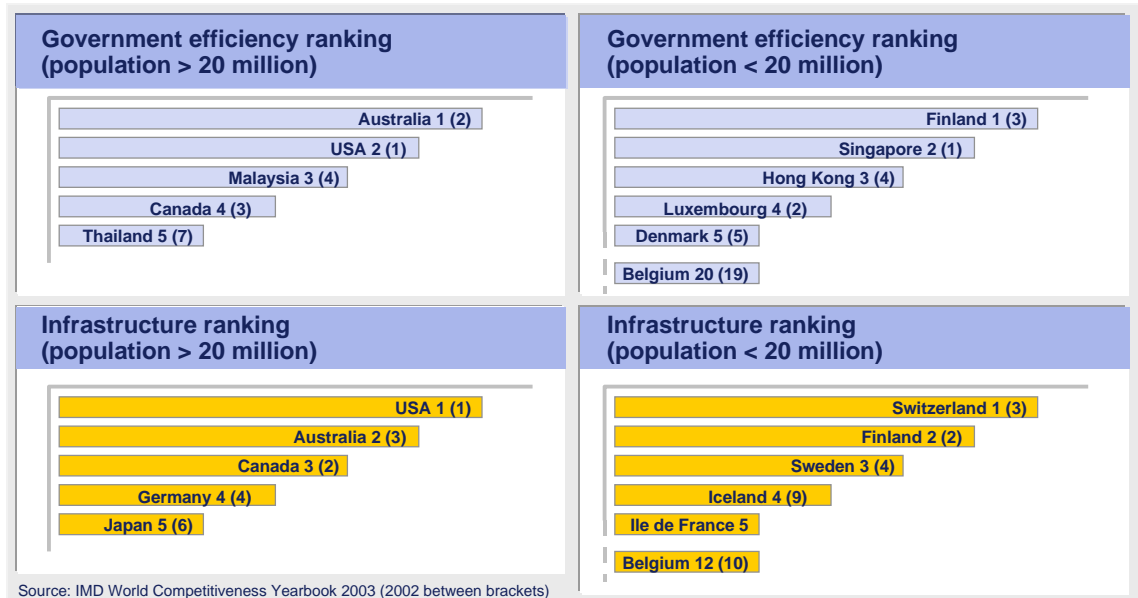 Government efficiency ranking
(population > 20 million)
Australia 1 (2)
USA 2 (1)
Malaysia 3 (4)
Canada 4 (3)
Thailand 5 (7)
Government efficiency ranking
(population < 20 million)
Finland 1 (3)
Singapore 2 (1)
Hong Kong 3 (4)
Luxembourg 4 (2)
Denmark 5 (5)
Belgium 20 (19)
Infrastructure ranking
(population > 20 million)
USA 1 (1)
Australia 2 (3)
Canada 3 (2)
Germany 4 (4)
Japan 5 (6)
Infrastructure ranking
(population < 20 million)
Switzerland 1 (3)
Finland 2 (2)
Sweden 3 (4)
Iceland 4 (9)
Ile de France 5
Belgium 12 (10)
Source: IMD World Competitiveness Yearbook 2003 (2002 between brackets)